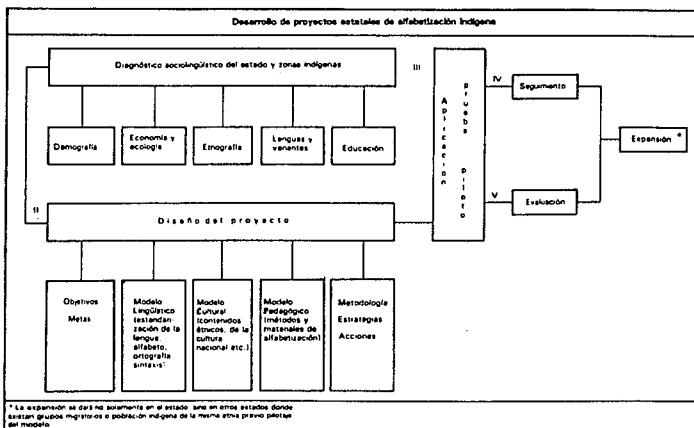 Desarrollo de proyectos estatales de alfabetización indígena
Diagnóstico sociolingüístico del estado y zonas indígenas
Demografía
Economía y
ecología
Etnografía
Lenguas y
variantes
Educación
II
Diseño del proyecto
Objetivos
Metas
Modelo
Lingüístico
(estandari-
zación de la
lengua,
alfabeto,
ortografía
sintaxis)
Modelo
Cultural
(contenidos
étnicos, de la
cultura
nacional etc.)
Modelo
Pedagógico
(métodos y
materiales de
alfabetización)
Metodología
Estrategias
Acciones
III
Aplicación
prueba piloto
IV
Seguimiento
V
Evaluación
Expansión *
* La expansión se dará no solamente en el estado, sino en otros estados donde
existan grupos migratorios o población indígena de la misma etnia previo pilotaje
del modelo.